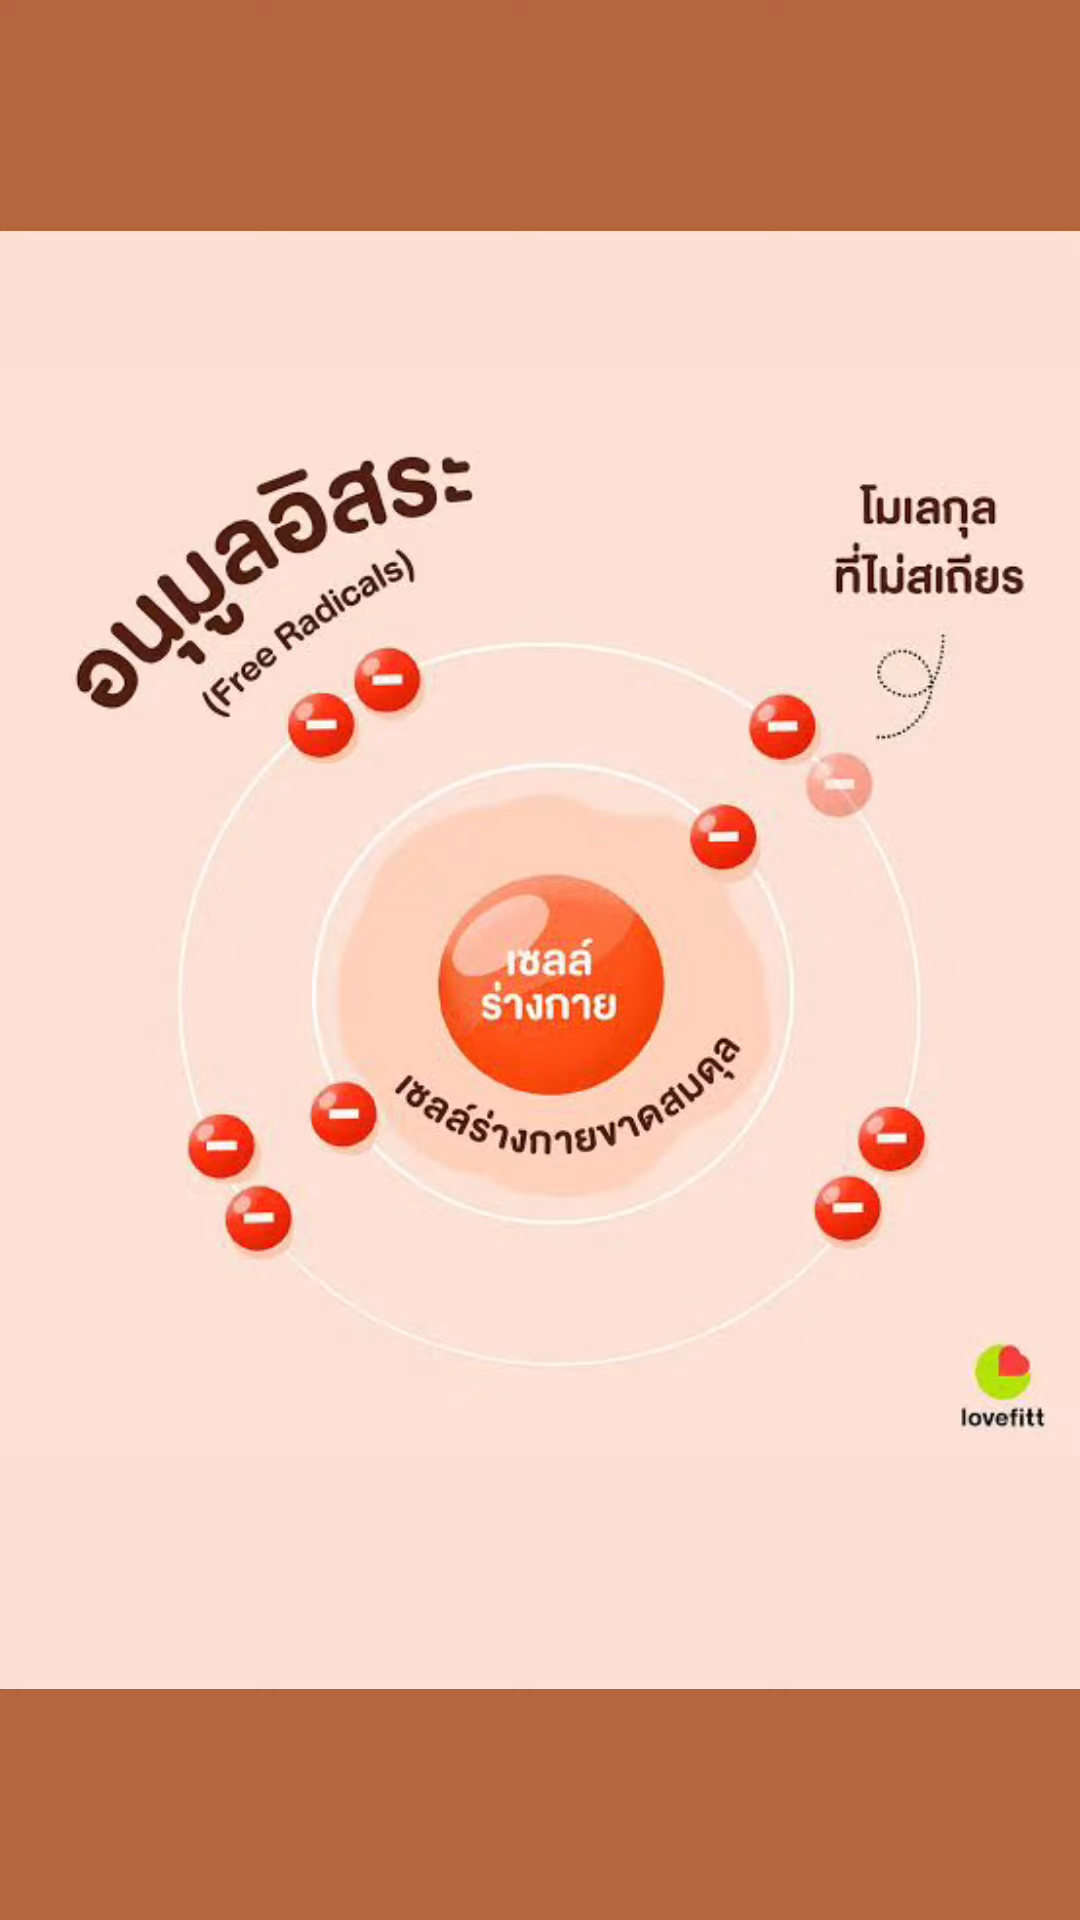 อนุมูลอิสระ
(Free Radicals)
โมเลกุล
ที่ไม่สเถียร
เซลล์
ร่างกาย
เซลล์ร่างกายขาดสมดุล
lovefitt